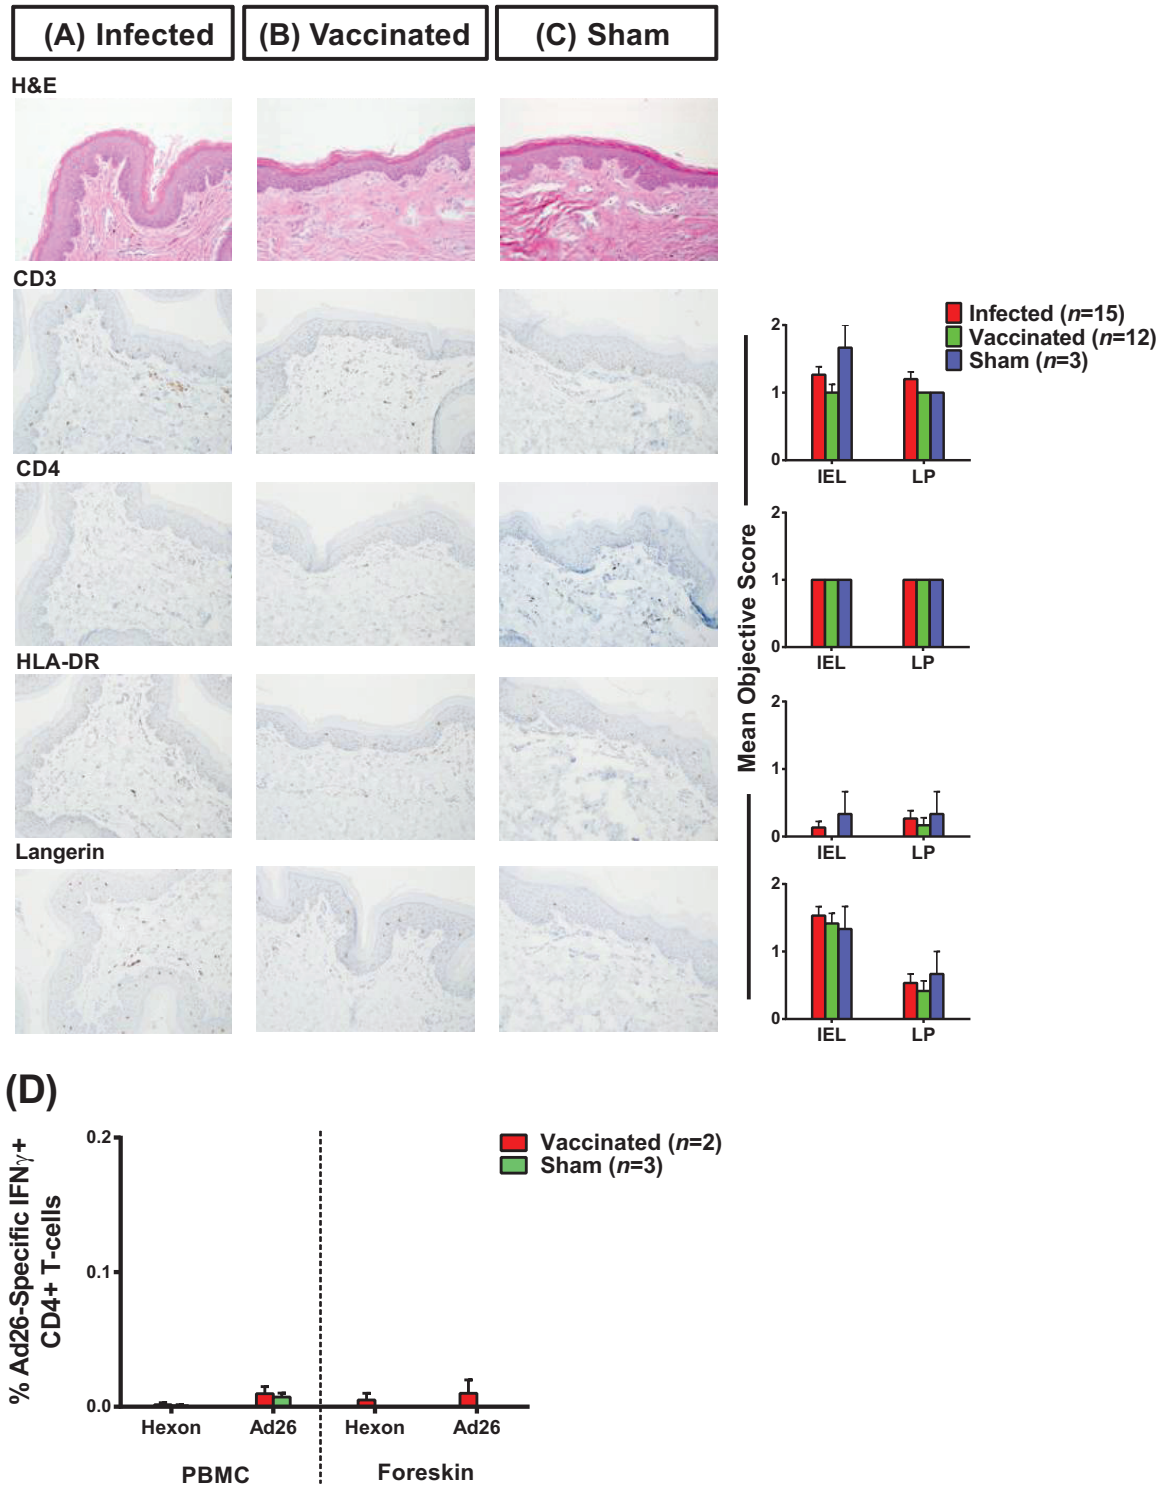 (A) Infected
(B) Vaccinated
(C) Sham
H&E
CD3
Infected (n=15)
Vaccinated (n=12)
Sham (n=3)
2
1
0
IEL
LP
CD4
2
1
0
IEL
LP
Mean Objective Score
HLA-DR
2
1
0
IEL
LP
Langerin
2
1
0
IEL
LP
(D)
% Ad26-Specific IFNγ+
CD4+ T-cells
0.2
0.1
0.0
Vaccinated (n=2)
Sham (n=3)
Hexon
Ad26
Hexon
Ad26
PBMC
Foreskin